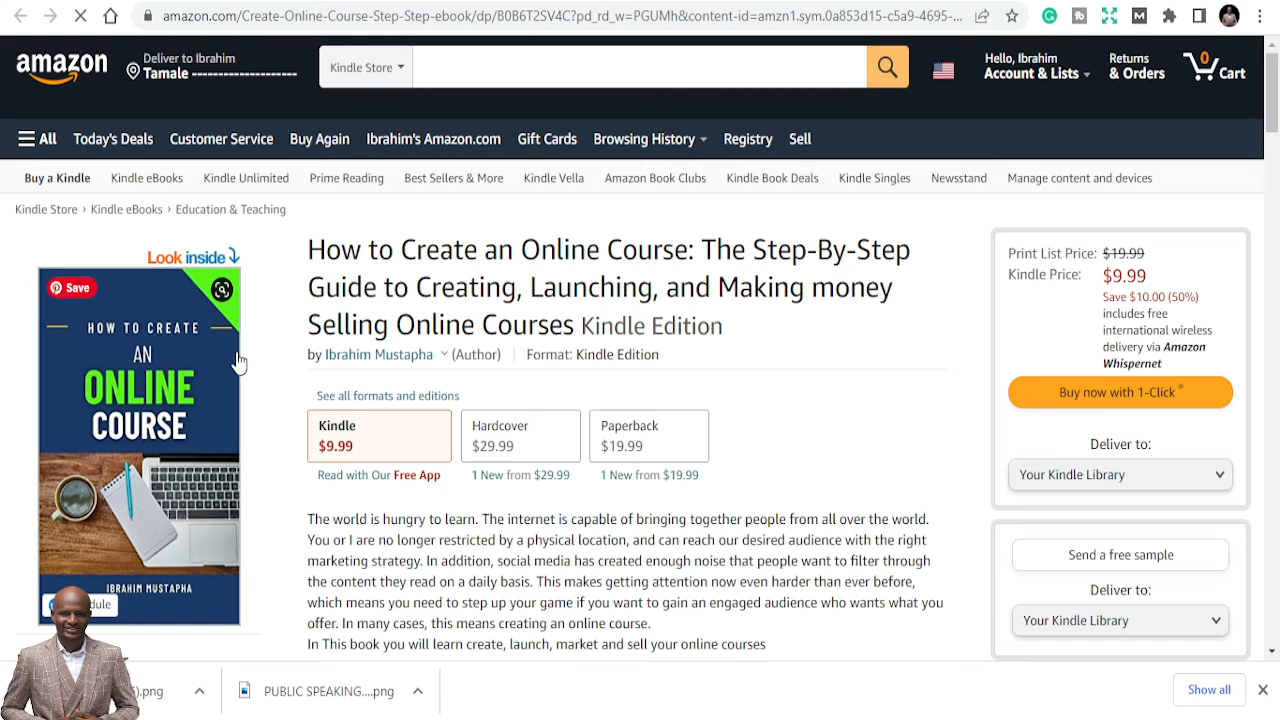 amazon.com/Create-Online-Course-Step-Step-ebook/dp/B0B6T2SV4C?pd_rd_w=PGUMh&content-id=amzn1.sym.0a853d15-c5a9-4695-...
amazon
Deliver to Ibrahim
Tamale --------------------
Kindle Store
Hello, Ibrahim
Account & Lists
Returns
& Orders
0
Cart
All
Today's Deals
Customer Service
Buy Again
Ibrahim's Amazon.com
Gift Cards
Browsing History
Registry
Sell
Buy a Kindle
Kindle eBooks
Kindle Unlimited
Prime Reading
Best Sellers & More
Kindle Vella
Amazon Book Clubs
Kindle Book Deals
Kindle Singles
Newsstand
Manage content and devices
Kindle Store › Kindle eBooks › Education & Teaching
Look inside
Save
HOW TO CREATE
AN
ONLINE
COURSE
IBRAHIM MUSTAPHA
How to Create an Online Course: The Step-By-Step
Guide to Creating, Launching, and Making money
Selling Online Courses Kindle Edition
by Ibrahim Mustapha (Author) Format: Kindle Edition
See all formats and editions
Kindle
$9.99
Hardcover
$29.99
Paperback
$19.99
Read with Our Free App
1 New from $29.99
1 New from $19.99
The world is hungry to learn. The internet is capable of bringing together people from all over the world.
You or I are no longer restricted by a physical location, and can reach our desired audience with the right
marketing strategy. In addition, social media has created enough noise that people want to filter through
the content they read on a daily basis. This makes getting attention now even harder than ever before,
which means you need to step up your game if you want to gain an engaged audience who wants what you
offer. In many cases, this means creating an online course.
In This book you will learn create, launch, market and sell your online courses
Print List Price: $19.99
Kindle Price: $9.99
Save $10.00 (50%)
includes free
international wireless
delivery via Amazon
Whispernet
Buy now with 1-Click ®
Deliver to:
Your Kindle Library
Send a free sample
Deliver to:
Your Kindle Library
).png
PUBLIC SPEAKING....png
Show all